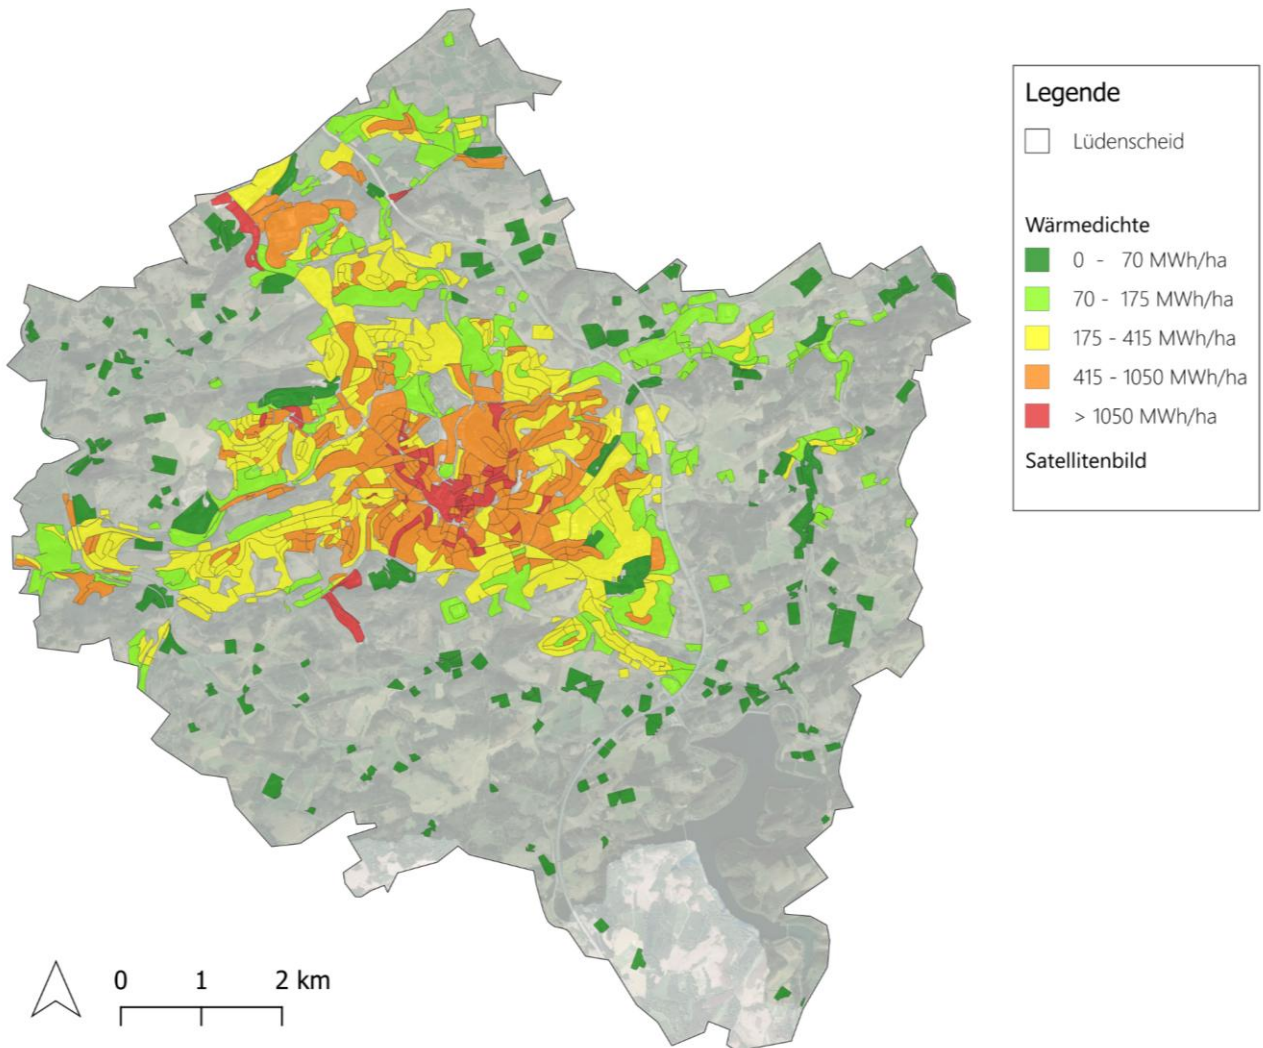 Legende
Lüdenscheid
Wärmedichte
0 - 70 MWh/ha
70 - 175 MWh/ha
175 - 415 MWh/ha
415 - 1050 MWh/ha
> 1050 MWh/ha
Satellitenbild
0 1 2 km